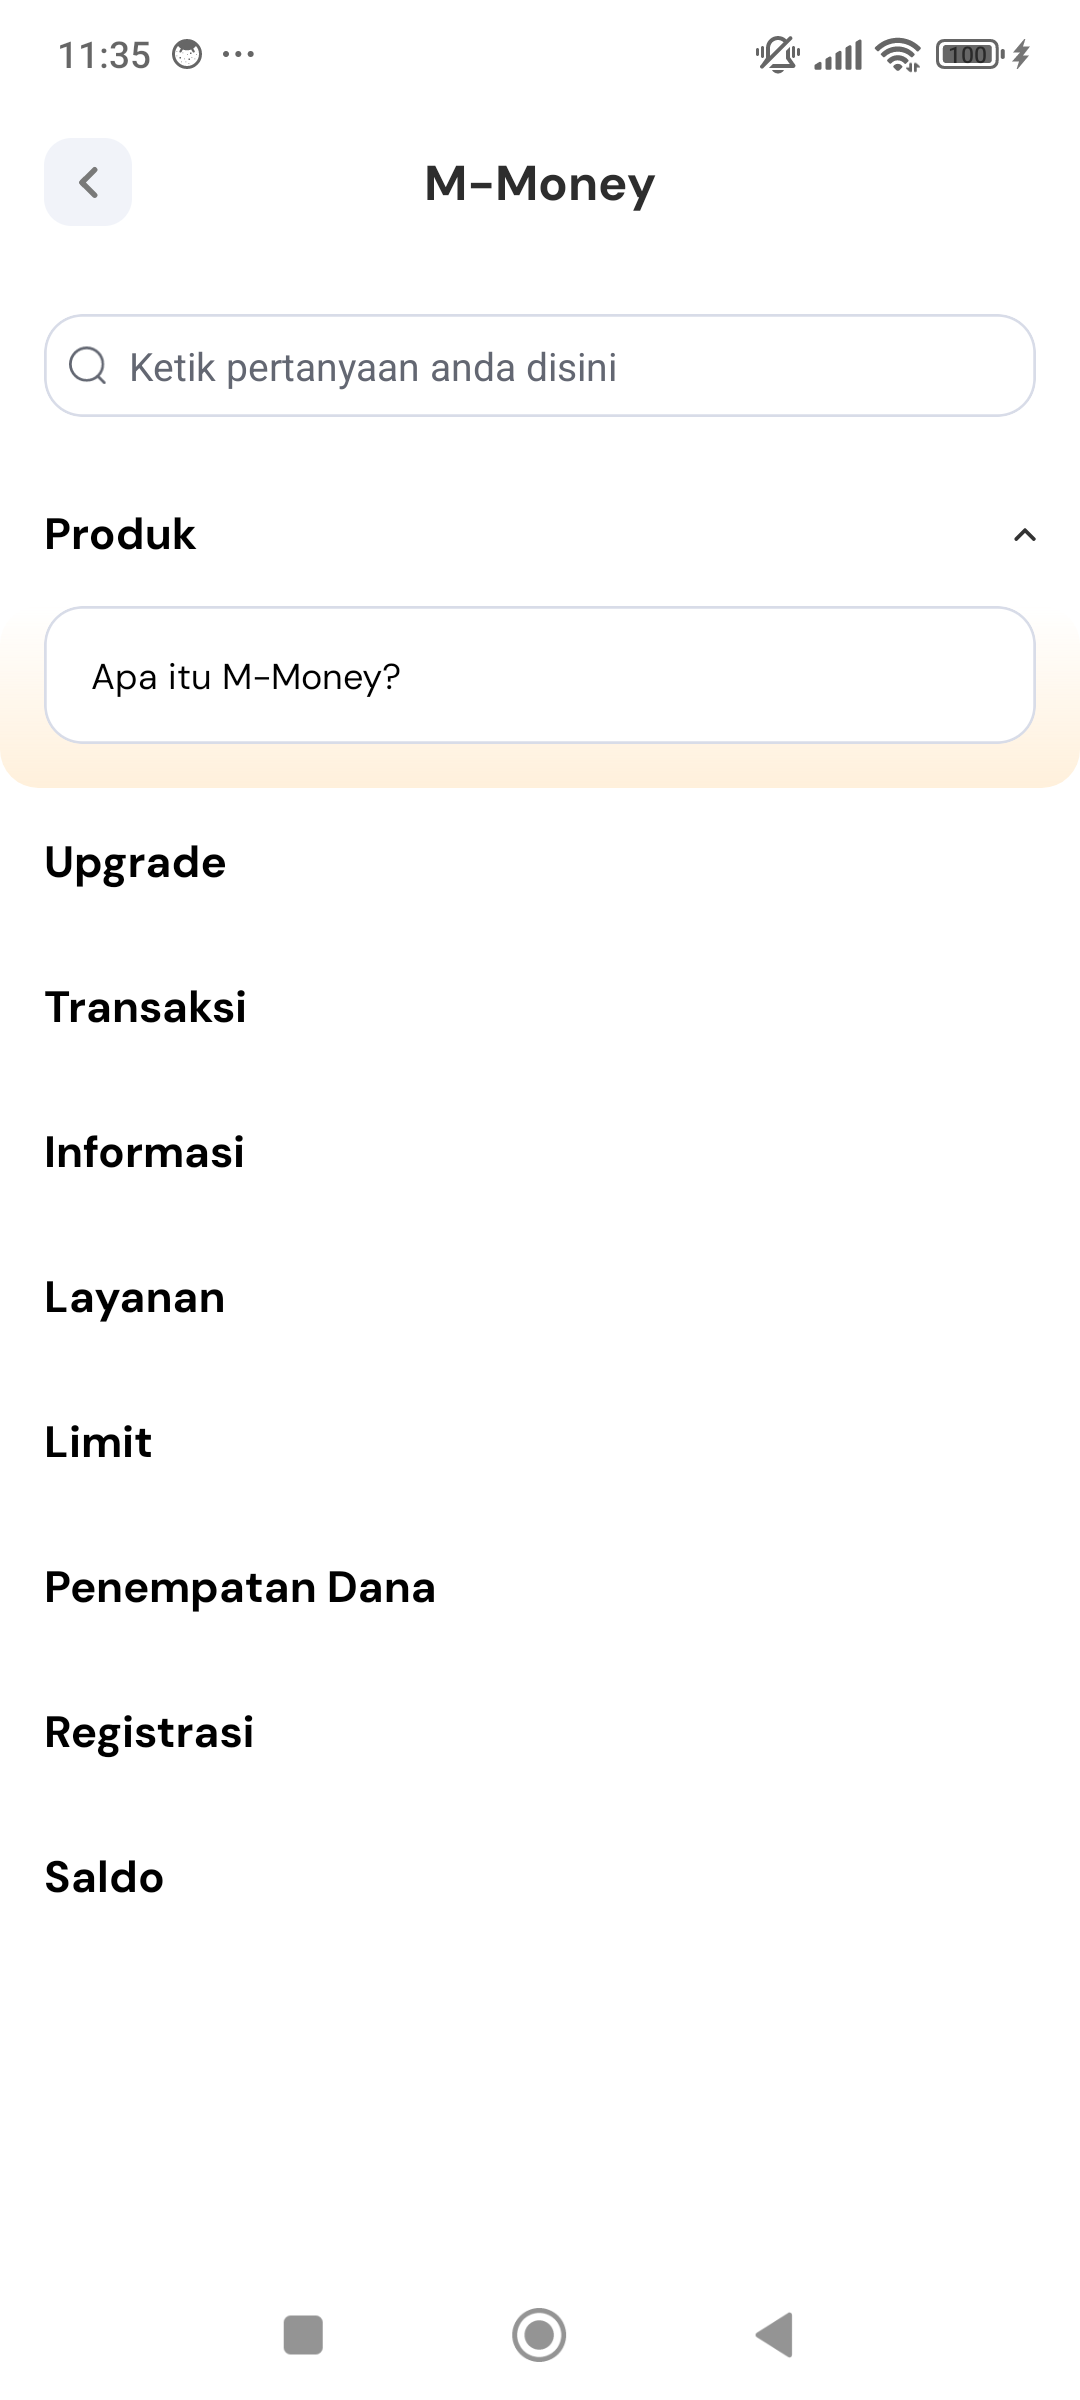 11:35
100
M-Money
Ketik pertanyaan anda disini
Produk
Apa itu M-Money?
Upgrade
Transaksi
Informasi
Layanan
Limit
Penempatan Dana
Registrasi
Saldo